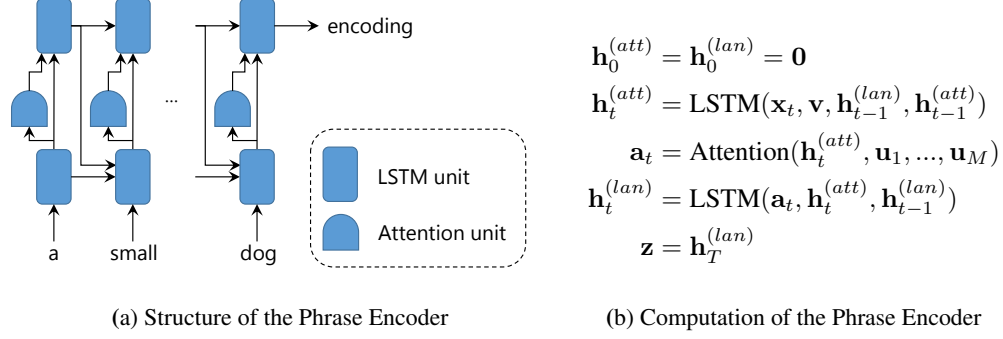 encoding
...
LSTM unit
Attention unit
a small dog
(a) Structure of the Phrase Encoder
h_0^{(att)} = h_0^{(lan)} = 0
h_t^{(att)} = LSTM(x_t, v, h_{t-1}^{(lan)}, h_{t-1}^{(att)})
a_t = Attention(h_t^{(att)}, u_1, ..., u_M)
h_t^{(lan)} = LSTM(a_t, h_t^{(att)}, h_{t-1}^{(lan)})
z = h_T^{(lan)}
(b) Computation of the Phrase Encoder